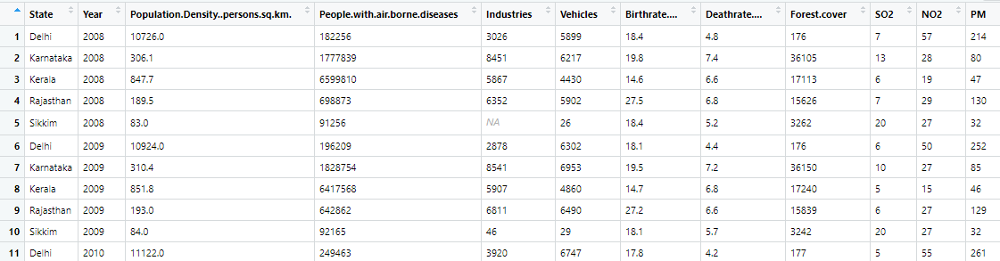 State Year Population.Density..persons.sq.km. People.with.air.borne.diseases Industries Vehicles Birthrate.... Deathrate.... Forest.cover SO2 NO2 PM
1 Delhi 2008 10726.0 182256 3026 5899 18.4 4.8 176 7 57 214
2 Karnataka 2008 306.1 1777839 8451 6217 19.8 7.4 36105 13 28 80
3 Kerala 2008 847.7 6599810 5867 4430 14.6 6.6 17113 6 19 47
4 Rajasthan 2008 189.5 698873 6352 5902 27.5 6.8 15626 7 29 130
5 Sikkim 2008 83.0 91256 NA 26 18.4 5.2 3262 20 27 32
6 Delhi 2009 10924.0 196209 2878 6302 18.1 4.4 176 6 50 252
7 Karnataka 2009 310.4 1828754 8541 6953 19.5 7.2 36150 10 27 85
8 Kerala 2009 851.8 6417568 5907 4860 14.7 6.8 17240 5 15 46
9 Rajasthan 2009 193.0 642862 6811 6490 27.2 6.6 15839 6 27 129
10 Sikkim 2009 84.0 92165 46 29 18.1 5.7 3242 20 27 32
11 Delhi 2010 11122.0 249463 3920 6747 17.8 4.2 177 5 55 261